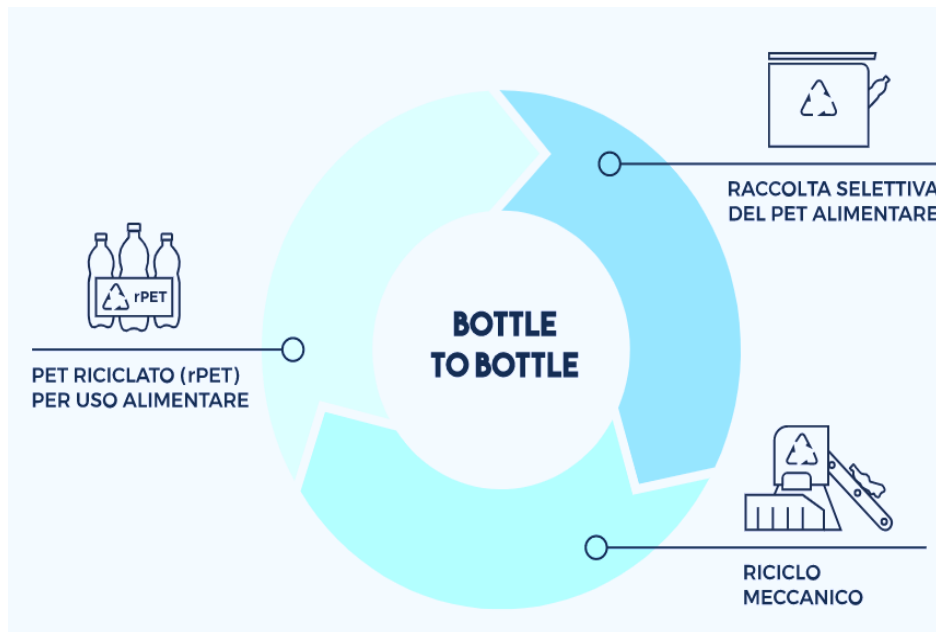 RACCOLTA SELETTIVA
DEL PET ALIMENTARE
rPET
BOTTLE
TO BOTTLE
PET RICICLATO (rPET)
PER USO ALIMENTARE
RICICLO
MECCANICO